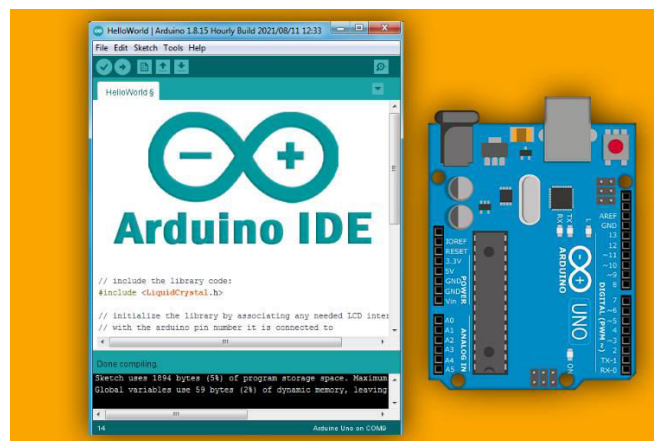 HelloWorld | Arduino 1.8.15 Hourly Build 2021/08/11 12:33
File Edit Sketch Tools Help
HelloWorld §
Arduino IDE
// include the library code:
#include <LiquidCrystal.h>
// initialize the library by associating any needed LCD inter
// with the arduino pin number it is connected to
Done compiling.
Sketch uses 1894 bytes (5%) of program storage space. Maximum
Global variables use 59 bytes (2%) of dynamic memory, leaving
14
Arduino Uno on COM9
IOREF
RESET
3.3V
5V
GND
GND
Vin
POWER
A0
A1
A2
A3
A4
A5
ANALOG IN
RX
TX
L
ARDUINO
UNO
ON
AREF
GND
13
12
~11
~10
~9
8
7
~6
~5
4
~3
2
TX-1
RX-0
DIGITAL (PWM ~)